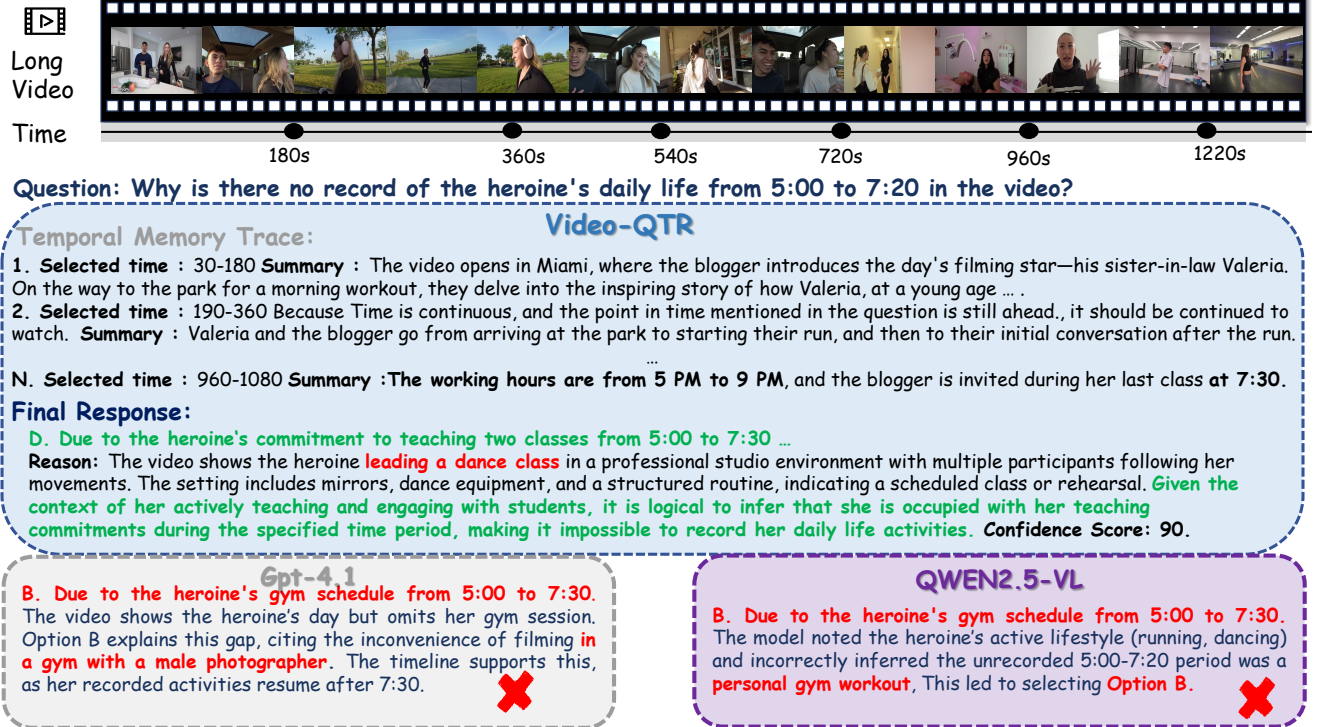 Long
Video
Time
180s
360s
540s
720s
960s
1220s
Question: Why is there no record of the heroine's daily life from 5:00 to 7:20 in the video?
Video-QTR
Temporal Memory Trace:
1. Selected time : 30-180 Summary : The video opens in Miami, where the blogger introduces the day's filming star—his sister-in-law Valeria.
On the way to the park for a morning workout, they delve into the inspiring story of how Valeria, at a young age ... .
2. Selected time : 190-360 Because Time is continuous, and the point in time mentioned in the question is still ahead., it should be continued to
watch. Summary : Valeria and the blogger go from arriving at the park to starting their run, and then to their initial conversation after the run.
...
N. Selected time : 960-1080 Summary :The working hours are from 5 PM to 9 PM, and the blogger is invited during her last class at 7:30.
Final Response:
D. Due to the heroine's commitment to teaching two classes from 5:00 to 7:30 ...
Reason: The video shows the heroine leading a dance class in a professional studio environment with multiple participants following her
movements. The setting includes mirrors, dance equipment, and a structured routine, indicating a scheduled class or rehearsal. Given the
context of her actively teaching and engaging with students, it is logical to infer that she is occupied with her teaching
commitments during the specified time period, making it impossible to record her daily life activities. Confidence Score: 90.
Gpt-4.1
B. Due to the heroine's gym schedule from 5:00 to 7:30.
The video shows the heroine's day but omits her gym session.
Option B explains this gap, citing the inconvenience of filming in
a gym with a male photographer. The timeline supports this,
as her recorded activities resume after 7:30.
QWEN2.5-VL
B. Due to the heroine's gym schedule from 5:00 to 7:30.
The model noted the heroine's active lifestyle (running, dancing)
and incorrectly inferred the unrecorded 5:00-7:20 period was a
personal gym workout, This led to selecting Option B.